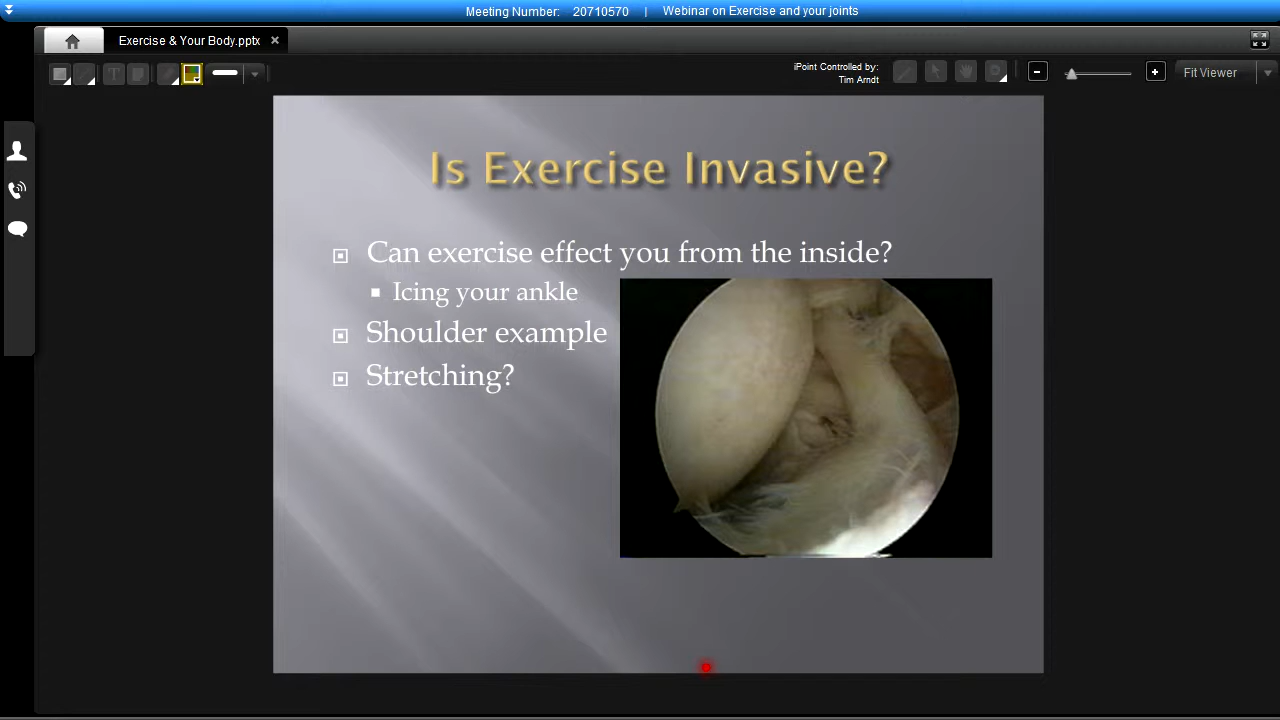 Meeting Number: 20710570 | Webinar on Exercise and your joints
Exercise & Your Body.pptx
iPoint Controlled by:
Tim Arndt
Fit Viewer
Is Exercise Invasive?
Can exercise effect you from the inside?
Icing your ankle
Shoulder example
Stretching?